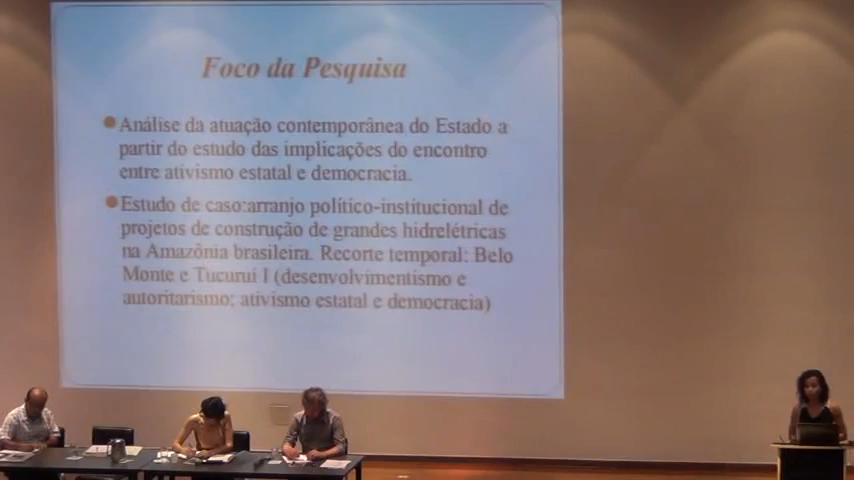 Foco da Pesquisa
Análise da atuação contemporânea do Estado a
partir do estudo das implicações do encontro
entre ativismo estatal e democracia.
Estudo de caso:arranjo político-institucional de
projetos de construção de grandes hidrelétricas
na Amazônia brasileira. Recorte temporal: Belo
Monte e Tucuruí I (desenvolvimentismo e
autoritarismo; ativismo estatal e democracia)